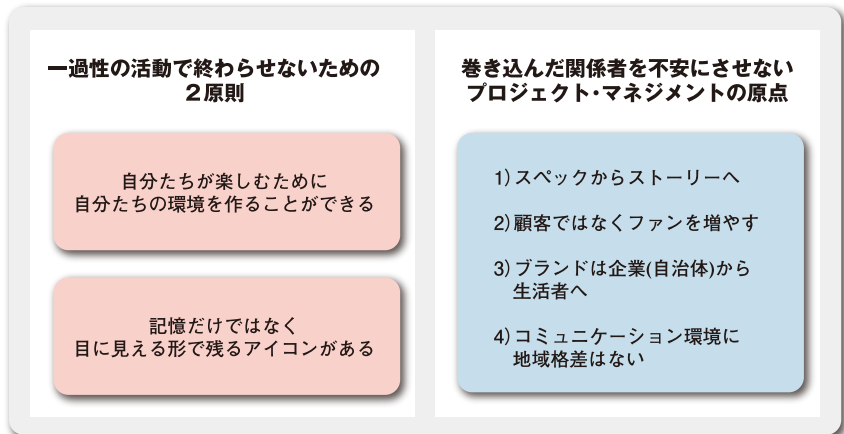 一過性の活動で終わらせないための
2原則
自分たちが楽しむために
自分たちの環境を作ることができる
記憶だけではなく
目に見える形で残るアイコンがある
巻き込んだ関係者を不安にさせない
プロジェクト・マネジメントの原点
1)スペックからストーリーへ
2)顧客ではなくファンを増やす
3)ブランドは企業(自治体)から
生活者へ
4)コミュニケーション環境に
地域格差はない